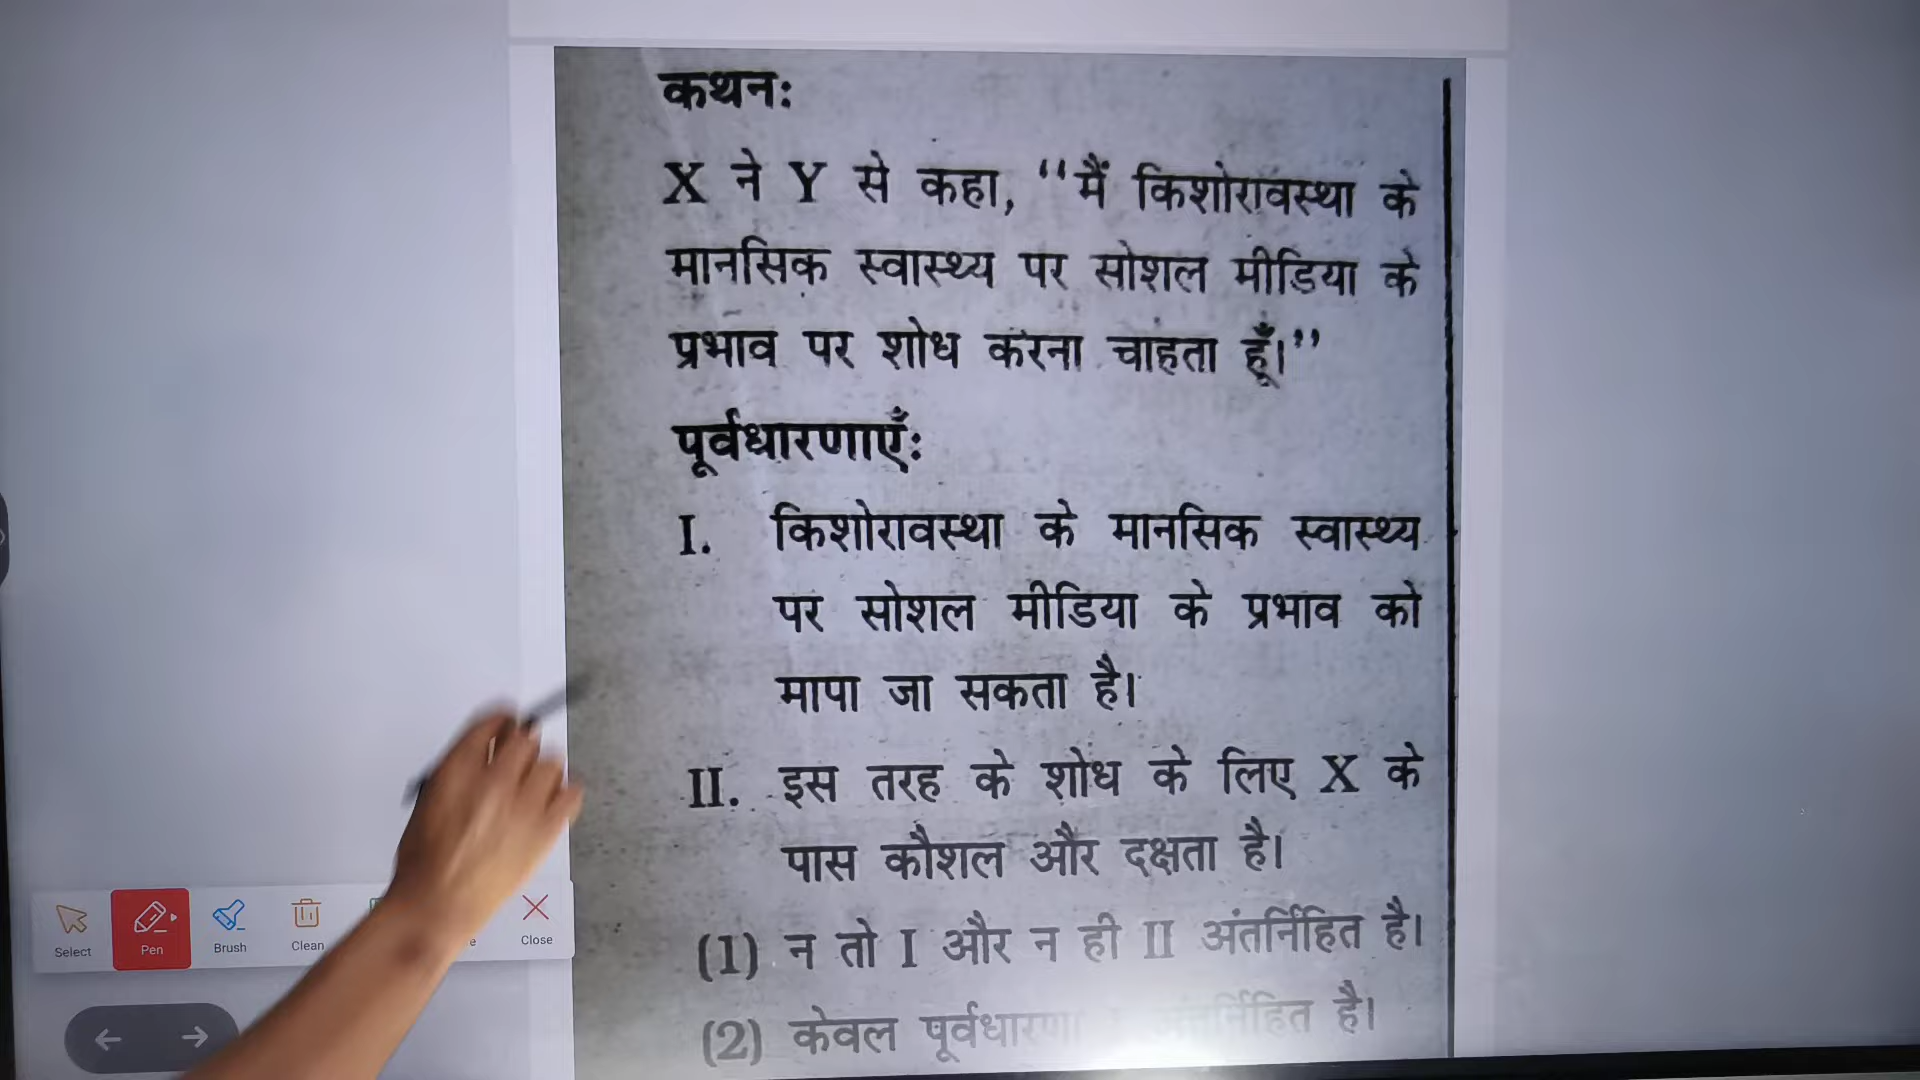 कथनः
X ने Y से कहा, “मैं किशोरावस्था के
मानसिक स्वास्थ्य पर सोशल मीडिया के
प्रभाव पर शोध करना चाहता हूँ।”
पूर्वधारणाएँः
I. किशोरावस्था के मानसिक स्वास्थ्य
पर सोशल मीडिया के प्रभाव को
मापा जा सकता है।
II. इस तरह के शोध के लिए X के
पास कौशल और दक्षता है।
(1) न तो I और न ही II अंतर्निहित है।
(2) केवल पूर्वधारणा अंतर्निहित है।
Select Pen Brush Clean Close